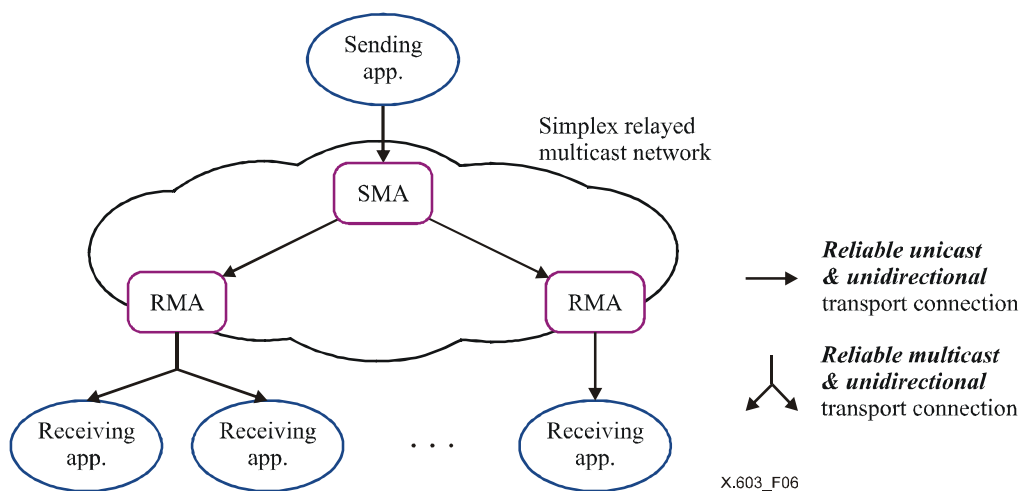 Sending
app.
Simplex relayed
multicast network
SMA
RMA
RMA
Reliable unicast
& unidirectional
transport connection
Reliable multicast
& unidirectional
transport connection
Receiving
app.
Receiving
app.
. . .
Receiving
app.
X.603_F06